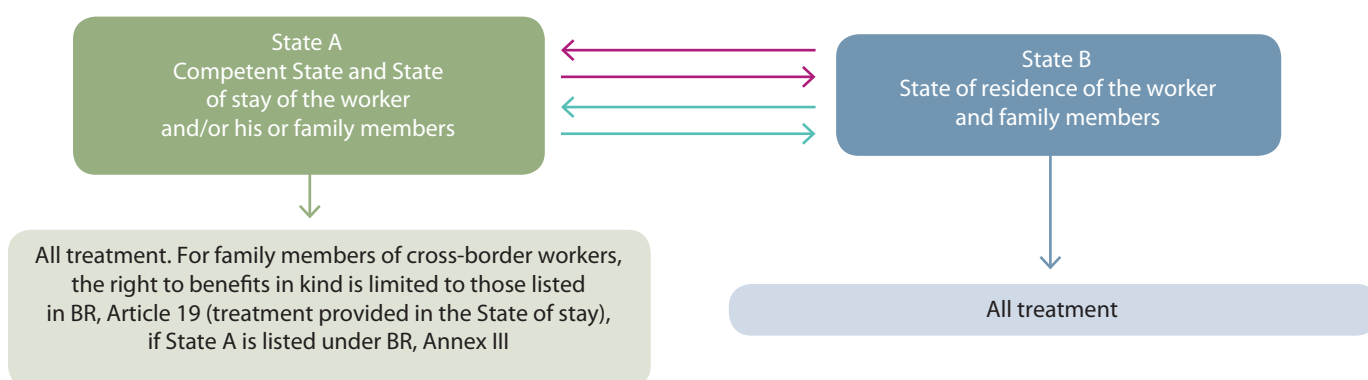 State A
Competent State and State
of stay of the worker
and/or his or family members
State B
State of residence of the worker
and family members
All treatment. For family members of cross-border workers,
the right to benefits in kind is limited to those listed
in BR, Article 19 (treatment provided in the State of stay),
if State A is listed under BR, Annex III
All treatment